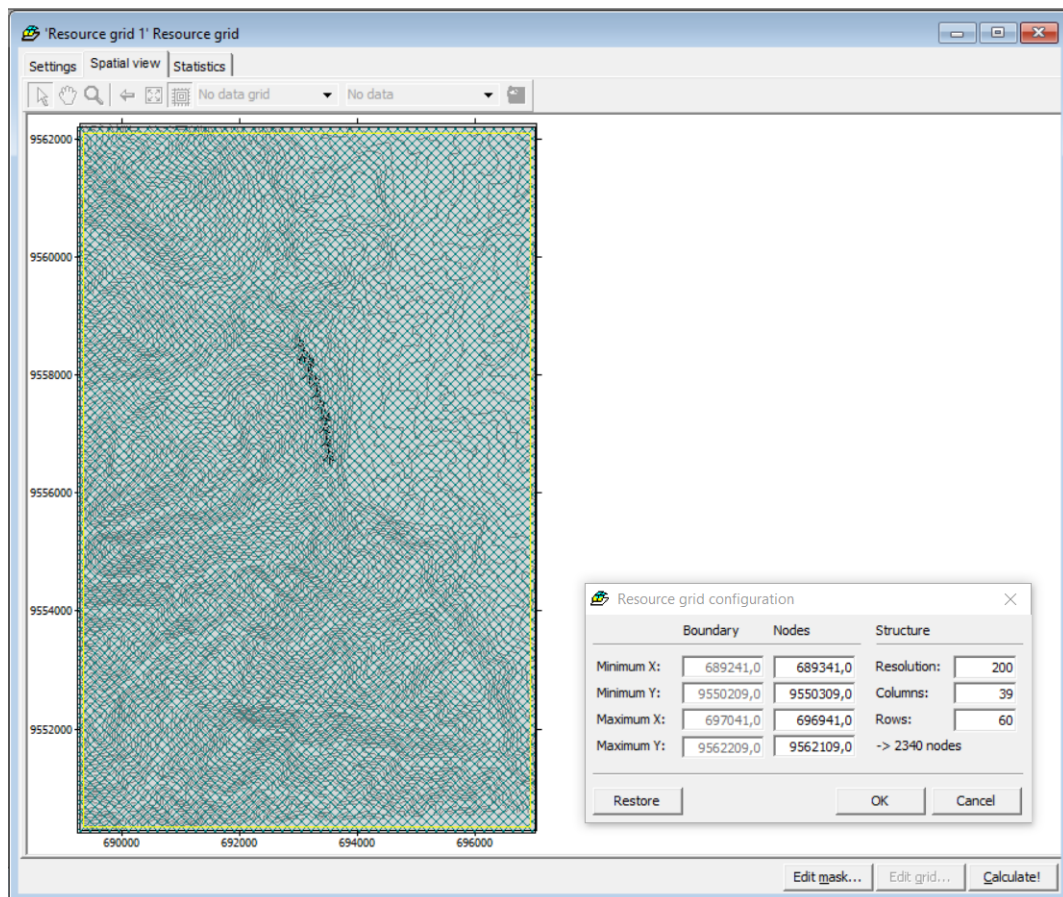 'Resource grid 1' Resource grid
Settings Spatial view Statistics
No data grid No data
9562000
9560000
9558000
9556000
9554000
9552000
690000 692000 694000 696000
Resource grid configuration
Boundary Nodes Structure
Minimum X: 689241,0 689341,0 Resolution: 200
Minimum Y: 9550209,0 9550309,0 Columns: 39
Maximum X: 697041,0 696941,0 Rows: 60
Maximum Y: 9562209,0 9562109,0 -> 2340 nodes
Restore OK Cancel
Edit mask... Edit grid... Calculate!